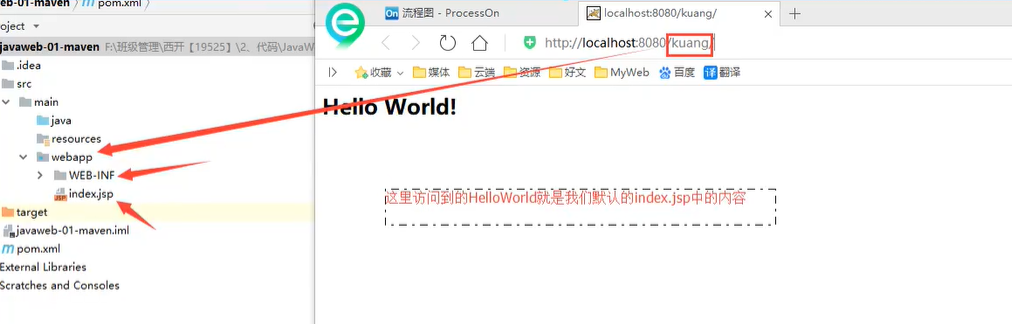 eb-01-maven 〉 pom.xml 〉
oject
javaweb-01-maven F:\班级管理\西开【19525】\2、代码\JavaW
.idea
src
main
java
resources
webapp
WEB-INF
index.jsp
target
javaweb-01-maven.iml
pom.xml
External Libraries
Scratches and Consoles
On 流程图 - ProcessOn
localhost:8080/kuang/
http://localhost:8080/kuang/
收藏 媒体 云端 资源 好文 MyWeb 百度 译 翻译
Hello World!
这里访问到的HelloWorld就是我们默认的index.jsp中的内容